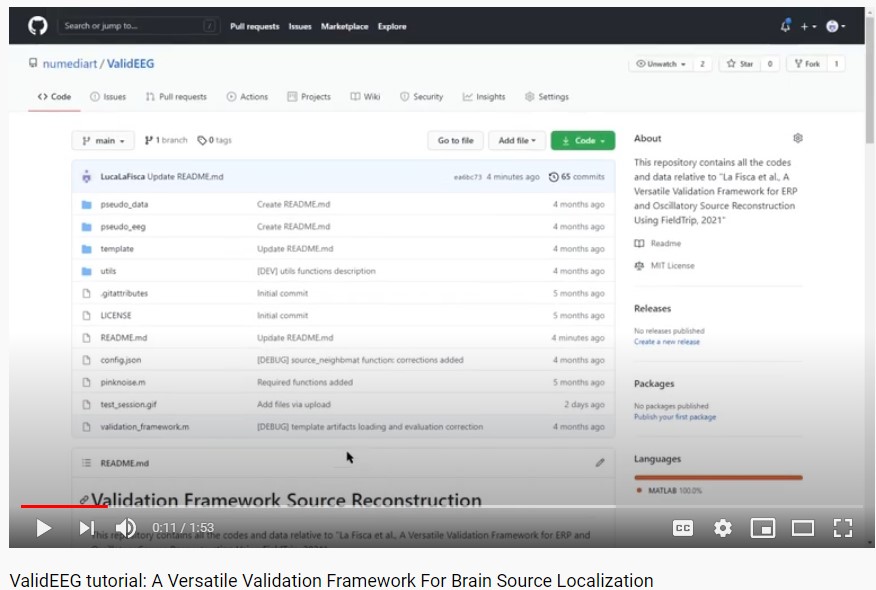 Search or jump to... / Pull requests Issues Marketplace Explore
numediart / ValidEEG Unwatch 2 Star 0 Fork 1
Code Issues Pull requests Actions Projects Wiki Security Insights Settings
main 1 branch 0 tags Go to file Add file Code
LucaLaFisca Update README.md 4 minutes ago 65 commits
pseudo_data Create README.md 4 months ago
pseudo_eeg Create README.md 4 months ago
template Update README.md 4 months ago
utils [DEV] utils functions description 4 months ago
.gitattributes Initial commit 5 months ago
LICENSE Initial commit 5 months ago
README.md Update README.md 4 minutes ago
config.json [DEBUG] source_neighbmat function: corrections added 4 months ago
pinknoise.m Required functions added 5 months ago
test_session.gif Add files via upload 2 days ago
validation_framework.m [DEBUG] template artifacts loading and evaluation correction 4 months ago
README.md
Validation Framework Source Reconstruction
This repository contains all the codes and data relative to "La Fisca et al., A Versatile Validation Framework for ERP and
About
This repository contains all the codes
and data relative to "La Fisca et al., A
Versatile Validation Framework for ERP
and Oscillatory Source Reconstruction
Using FieldTrip, 2021"
Readme
MIT License
Releases
No releases published
Create a new release
Packages
No packages published
Publish your first package
Languages
MATLAB 100.0%
0:11 / 1:53 CC
ValidEEG tutorial: A Versatile Validation Framework For Brain Source Localization